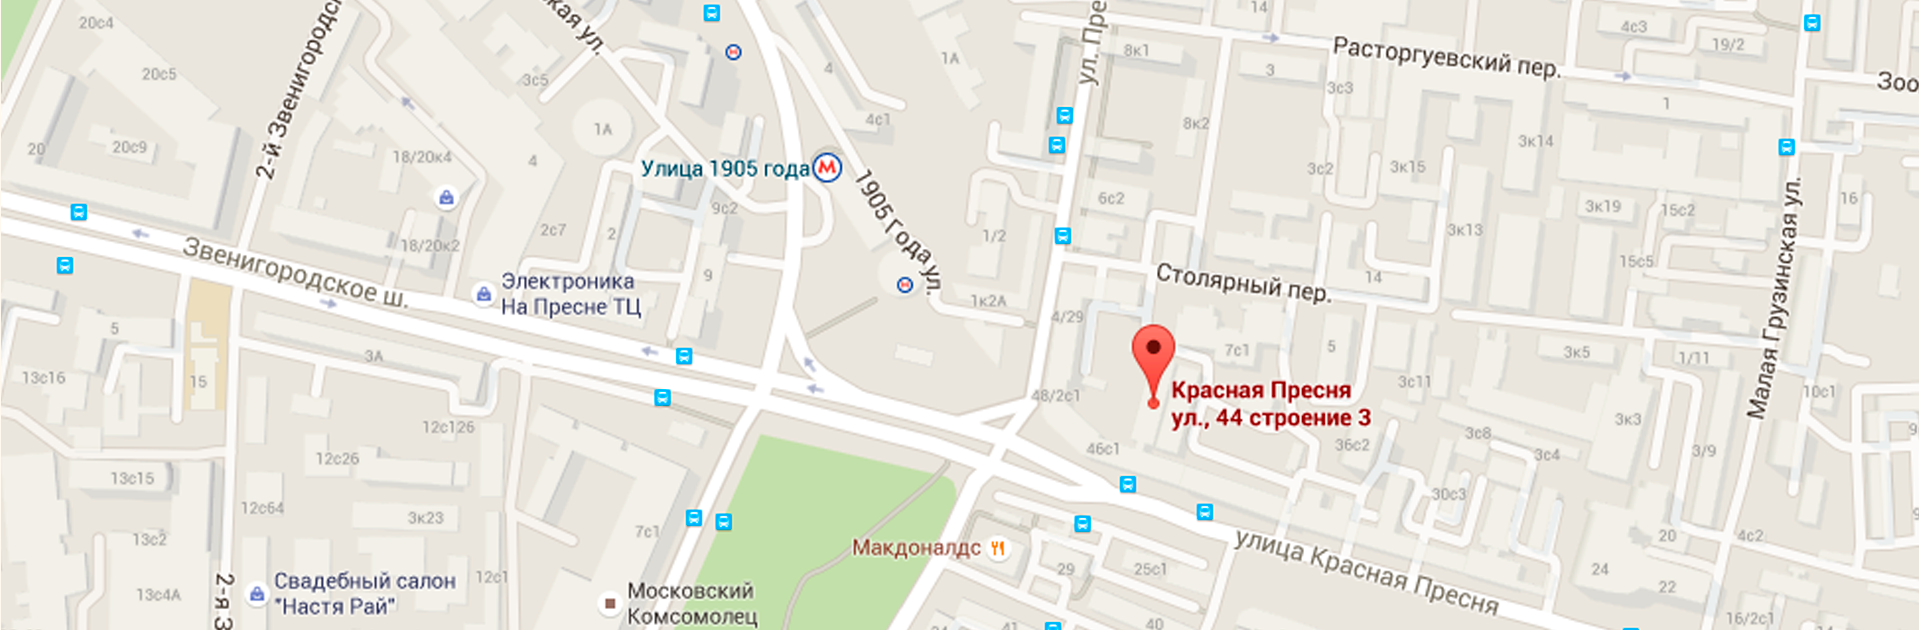 20с4
20с5
20
20с9
2-й Звенигородс
кая ул.
3с5
1А
4
18/20к4
18/20к2
2с7
2
9с2
9
Улица 1905 года
1905 года ул.
4
4с1
1А
1/2
1к2А
ул. Пре
14
8к1
8к2
6с2
3
3с3
3с2
Расторгуевский пер.
4с3
19/2
1
Зоо
3к14
3к15
3к13
3к19
15с2
15с5
16
Малая Грузинская ул.
Столярный пер.
14
4/29
7с1
5
3с11
3к5
1/11
10с1
Звенигородское ш.
Электроника
На Пресне ТЦ
Красная Пресня
ул., 44 строение 3
48/2с1
46с1
36с2
3с8
3с4
30с3
3к3
3/9
20
4с2
24
22
16/2с1
5
13с16
15
3А
12с126
12с26
13с15
12с64
3к23
13с2
13с4А
12с1
7с1
2-я З
Свадебный салон
"Настя Рай"
Московский
Комсомолец
Макдоналдс
29
25с1
41
40
улица Красная Пресня